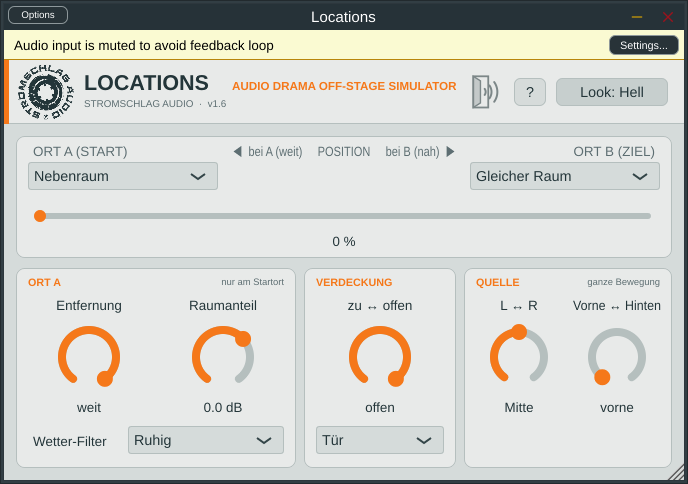 Options
Locations
Audio input is muted to avoid feedback loop
Settings...
STROMSCHLAG AUDIO
LOCATIONS
STROMSCHLAG AUDIO · v1.6
AUDIO DRAMA OFF-STAGE SIMULATOR
?
Look: Hell
ORT A (START)
◀ bei A (weit) POSITION bei B (nah) ▶
ORT B (ZIEL)
Nebenraum
Gleicher Raum
0 %
ORT A
nur am Startort
Entfernung
Raumanteil
weit
0.0 dB
Wetter-Filter
Ruhig
VERDECKUNG
zu ↔ offen
offen
Tür
QUELLE
ganze Bewegung
L ↔ R
Vorne ↔ Hinten
Mitte
vorne